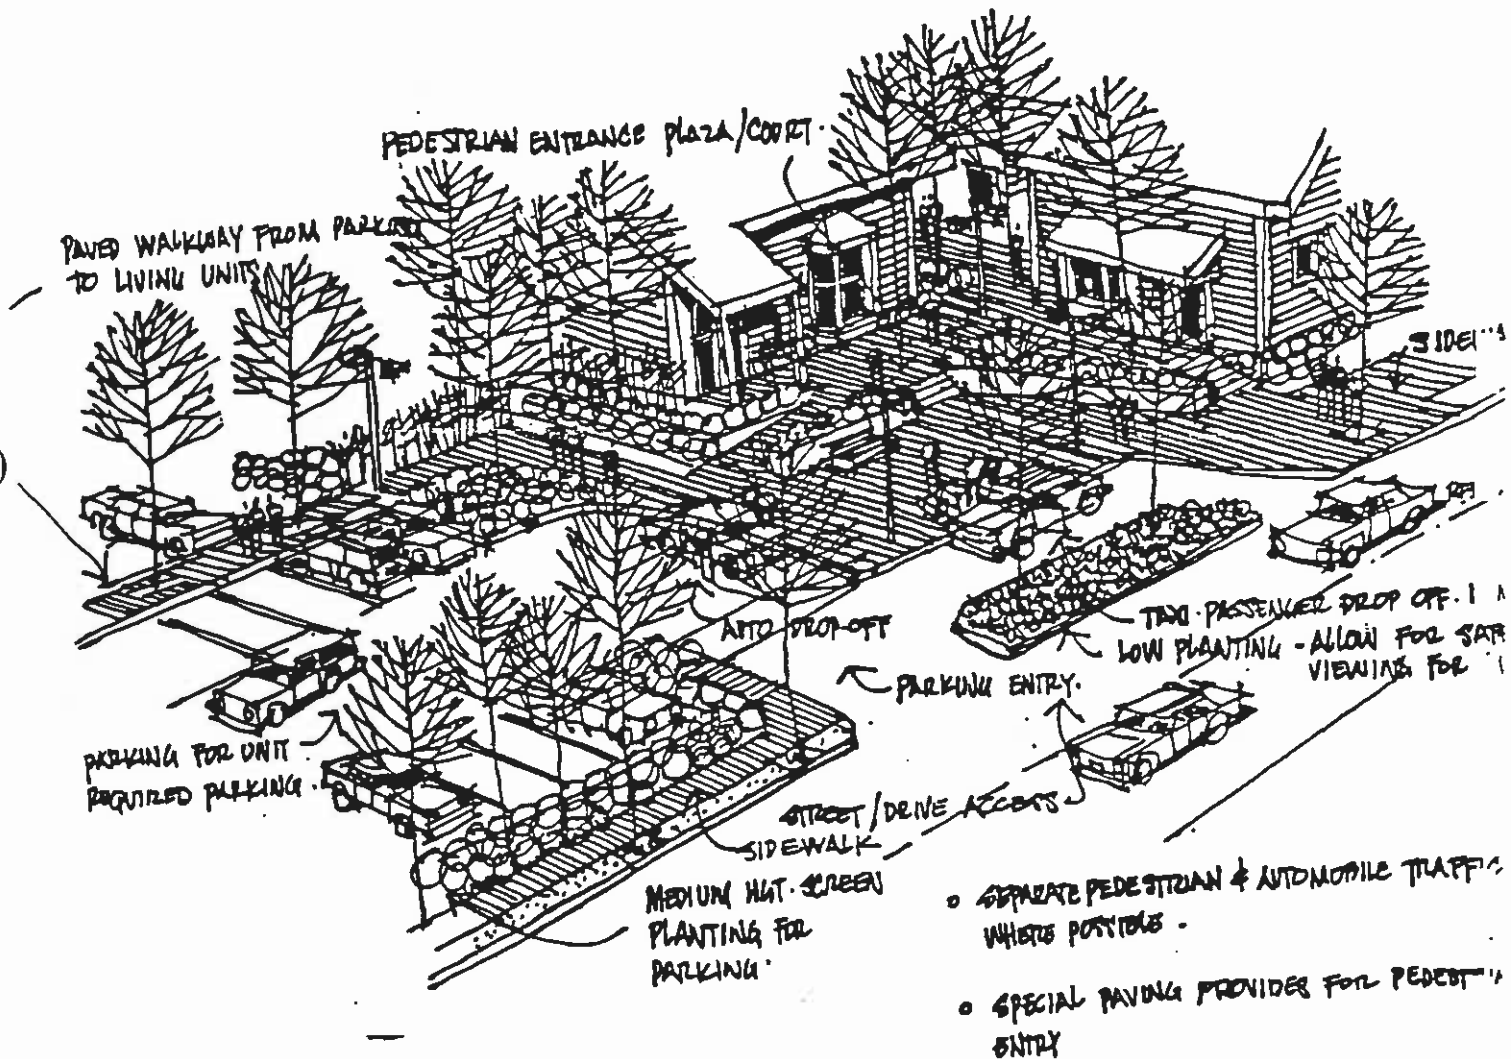 PEDESTRIAN ENTRANCE PLAZA/COURT.
PAVED WALKWAY FROM PARKING
TO LIVING UNITS
AUTO DROP-OFF
TAXI-PASSENGER DROP OFF.
LOW PLANTING - ALLOW FOR
VIEWING FOR
PARKING ENTRY.
PARKING FOR UNIT
REQUIRED PARKING.
STREET/DRIVE ACCESS
SIDEWALK
MEDIUM HGT. SCREEN
PLANTING FOR
PARKING.
o SEPARATE PEDESTRIAN & AUTOMOBILE
WHERE POSSIBLE.
o SPECIAL PAVING PROVIDES FOR
ENTRY